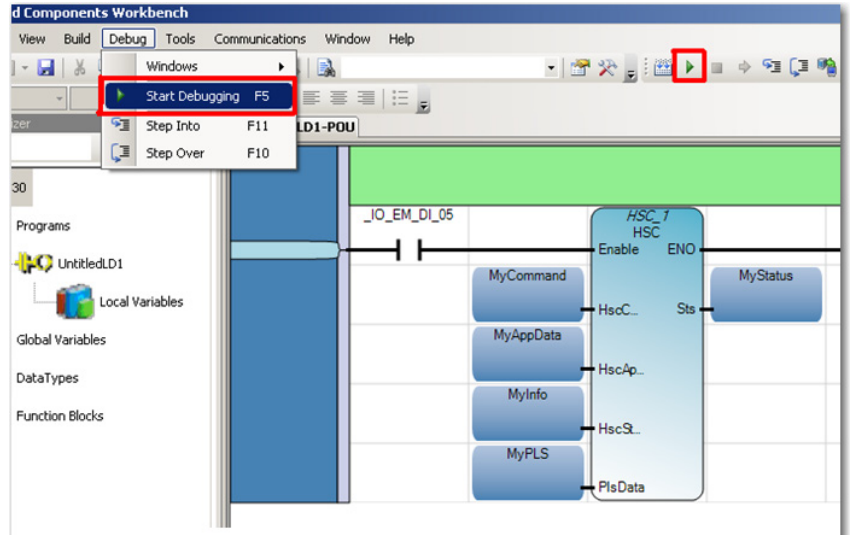 d Components Workbench
View Build Debug Tools Communications Window Help
Windows
Start Debugging F5
Step Into F11
Step Over F10
zer
LD1-POU
30
Programs
UntitledLD1
Local Variables
Global Variables
DataTypes
Function Blocks
_IO_EM_DI_05
HSC_1
HSC
Enable ENO
MyCommand
MyStatus
HscC...
Sts
MyAppData
HscAp...
MyInfo
HscSt...
MyPLS
PlsData